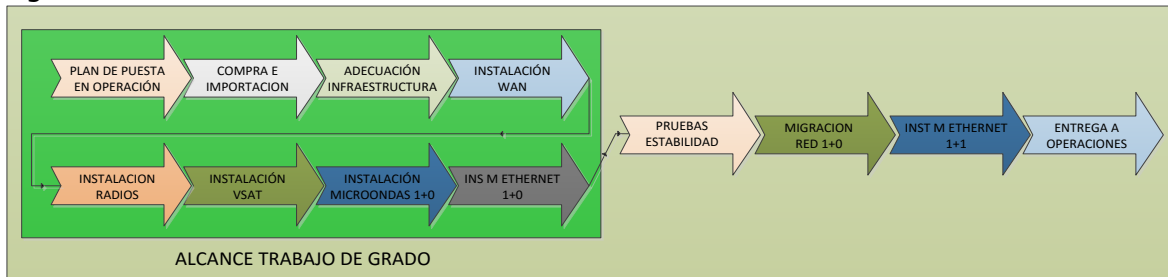 PLAN DE PUESTA
EN OPERACIÓN
COMPRA E
IMPORTACION
ADECUACIÓN
INFRAESTRUCTURA
INSTALACIÓN
WAN
INSTALACION
RADIOS
INSTALACIÓN
VSAT
INSTALACIÓN
MICROONDAS 1+0
INS M ETHERNET
1+0
PRUEBAS
ESTABILIDAD
MIGRACION
RED 1+0
INST M ETHERNET
1+1
ENTREGA A
OPERACIONES
ALCANCE TRABAJO DE GRADO